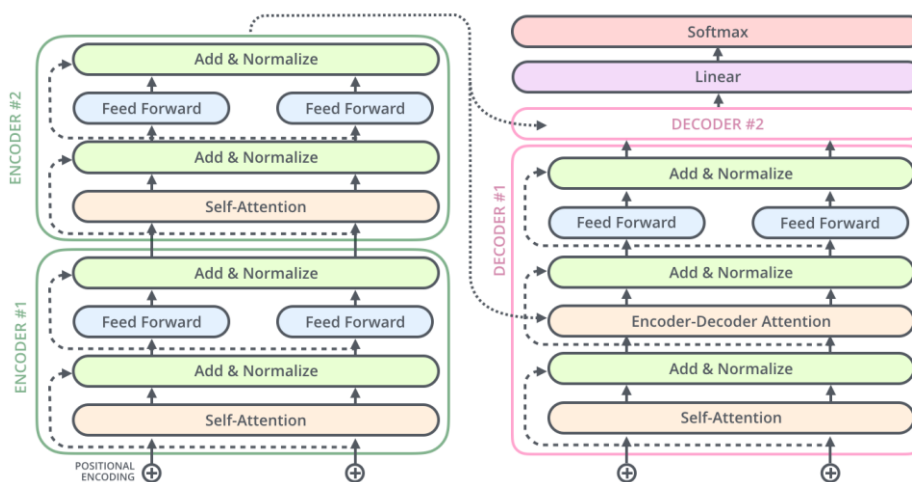 ENCODER #2
Add & Normalize
Feed Forward Feed Forward
Add & Normalize
Self-Attention
ENCODER #1
Add & Normalize
Feed Forward Feed Forward
Add & Normalize
Self-Attention
POSITIONAL
ENCODING
Softmax
Linear
DECODER #2
DECODER #1
Add & Normalize
Feed Forward Feed Forward
Add & Normalize
Encoder-Decoder Attention
Add & Normalize
Self-Attention